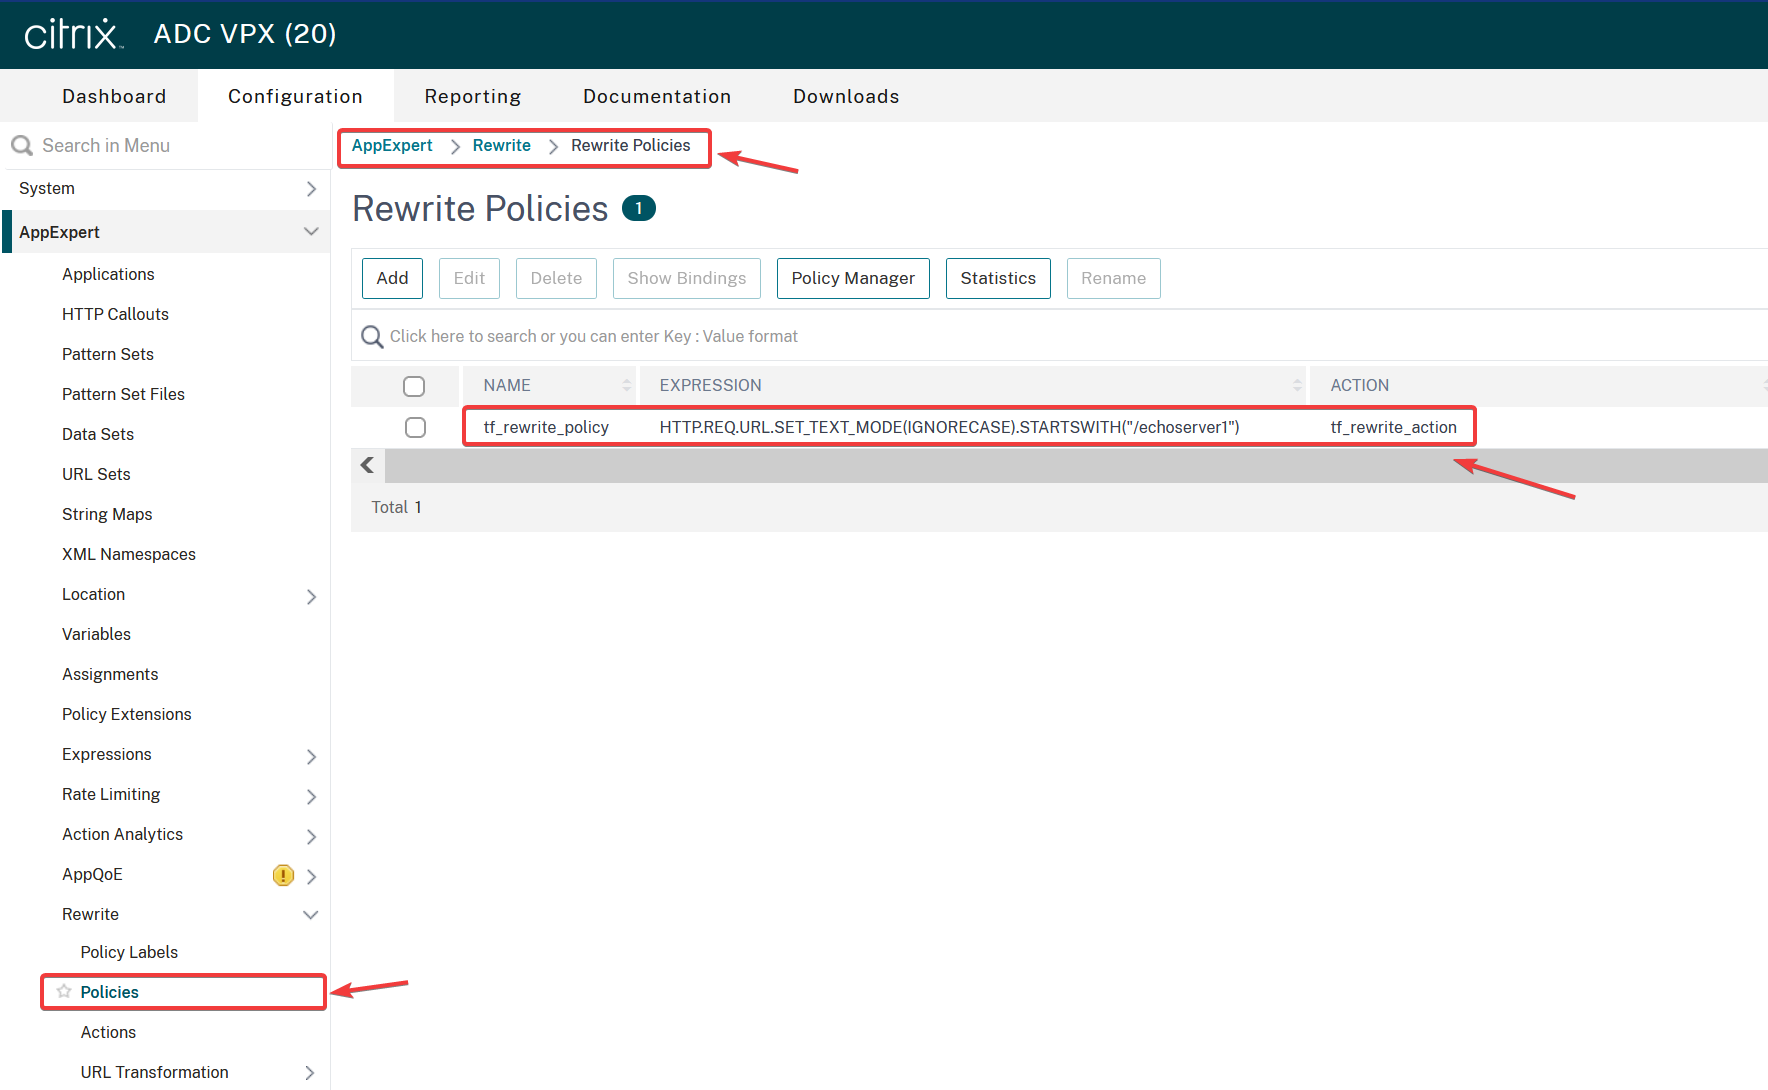 citrix™ ADC VPX (20)
Dashboard Configuration Reporting Documentation Downloads
Search in Menu
System
AppExpert
Applications
HTTP Callouts
Pattern Sets
Pattern Set Files
Data Sets
URL Sets
String Maps
XML Namespaces
Location
Variables
Assignments
Policy Extensions
Expressions
Rate Limiting
Action Analytics
AppQoE
Rewrite
Policy Labels
Policies
Actions
URL Transformation
AppExpert Rewrite Rewrite Policies
Rewrite Policies 1
Add Edit Delete Show Bindings Policy Manager Statistics Rename
Click here to search or you can enter Key : Value format
NAME EXPRESSION ACTION
tf_rewrite_policy HTTP.REQ.URL.SET_TEXT_MODE(IGNORECASE).STARTSWITH("/echoserver1") tf_rewrite_action
Total 1